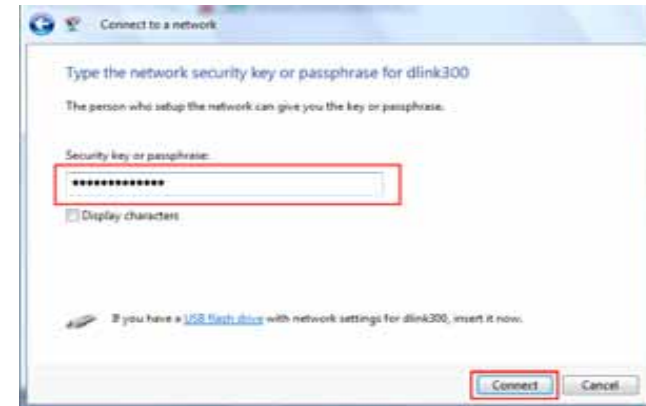 Connect to a network
Type the network security key or passphrase for dlink300
The person who setup the network can give you the key or passphrase.
Security key or passphrase:
•••••••••••••
Display characters
If you have a USB flash drive with network settings for dlink300, insert it now.
Connect Cancel